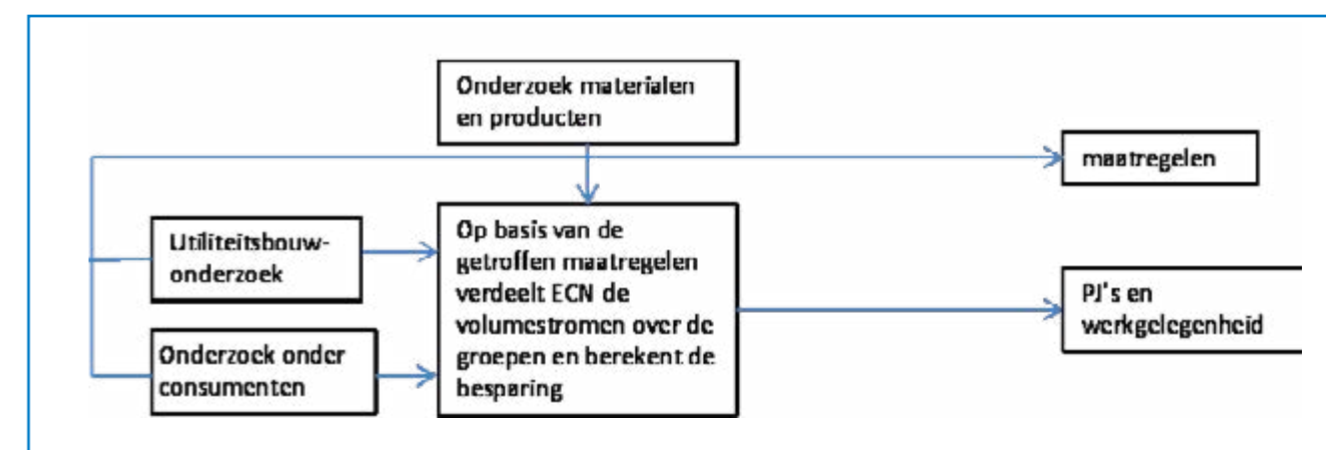 Onderzoek materialen
en producten
maatregelen
Utiliteitsbouw-
onderzoek
Op basis van de
getroffen maatregelen
verdeelt ECN de
volumestromen over de
groepen en berekent de
besparing
PJ's en
werkgelegenheid
Onderzoek onder
consumenten